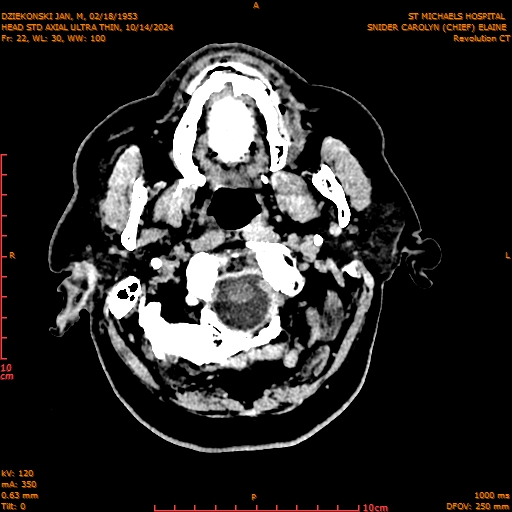 A
DZIEKONSKI JAN, M, 02/18/1953
HEAD STD AXIAL ULTRA THIN, 10/14/2024
Fr: 22, WL: 30, WW: 100
ST MICHAELS HOSPITAL
SNIDER CAROLYN (CHIEF) ELAINE
Revolution CT
R
L
10
cm
kV: 120
mA: 350
0.63 mm
Tilt: 0
P
10cm
1000 ms
DFOV: 250 mm